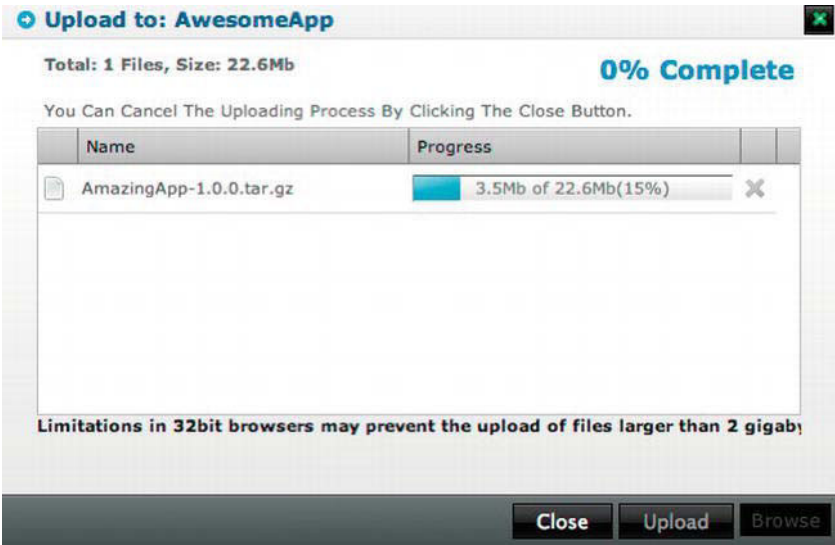 Upload to: AwesomeApp
Total: 1 Files, Size: 22.6Mb
0% Complete
You Can Cancel The Uploading Process By Clicking The Close Button.
Name Progress
AmazingApp-1.0.0.tar.gz 3.5Mb of 22.6Mb(15%)
Limitations in 32bit browsers may prevent the upload of files larger than 2 gigaby
Close Upload Browse